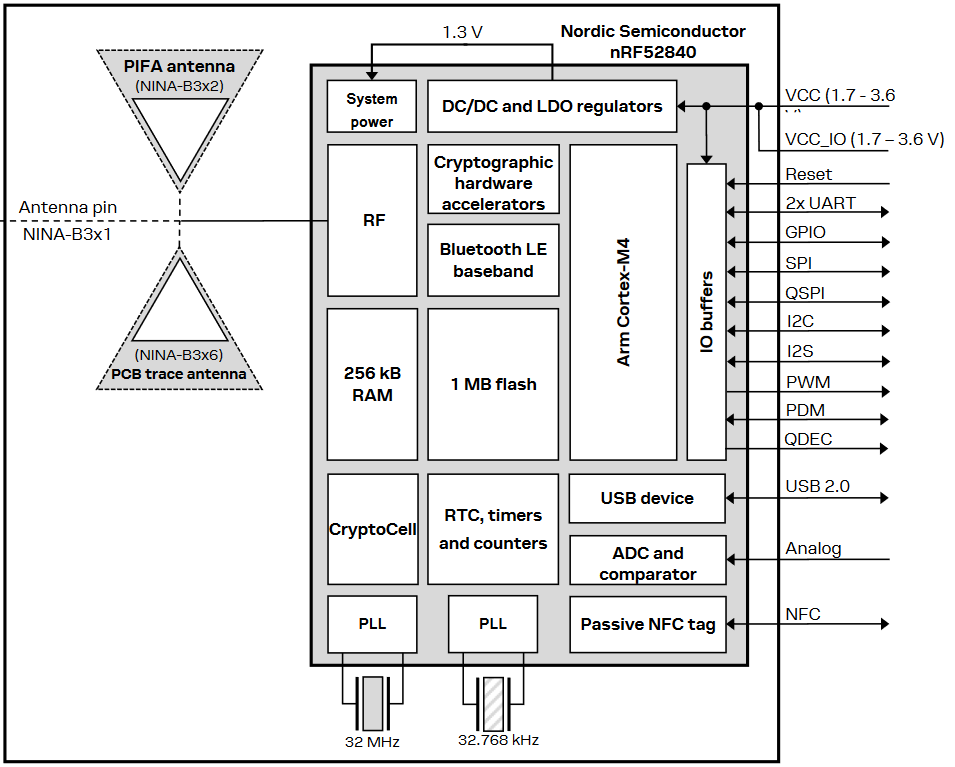 1.3 V
Nordic Semiconductor
nRF52840
PIFA antenna
(NINA-B3x2)
System
power
DC/DC and LDO regulators
VCC (1.7 - 3.6
VCC_IO (1.7 – 3.6 V)
Antenna pin
NINA-B3x1
RF
Cryptographic
hardware
accelerators
Bluetooth LE
baseband
Arm Cortex-M4
IO buffers
Reset
2x UART
GPIO
SPI
QSPI
I2C
I2S
PWM
PDM
QDEC
(NINA-B3x6)
PCB trace antenna
256 kB
RAM
1 MB flash
CryptoCell
RTC, timers
and counters
USB device
USB 2.0
ADC and
comparator
Analog
PLL
PLL
Passive NFC tag
NFC
32 MHz
32.768 kHz